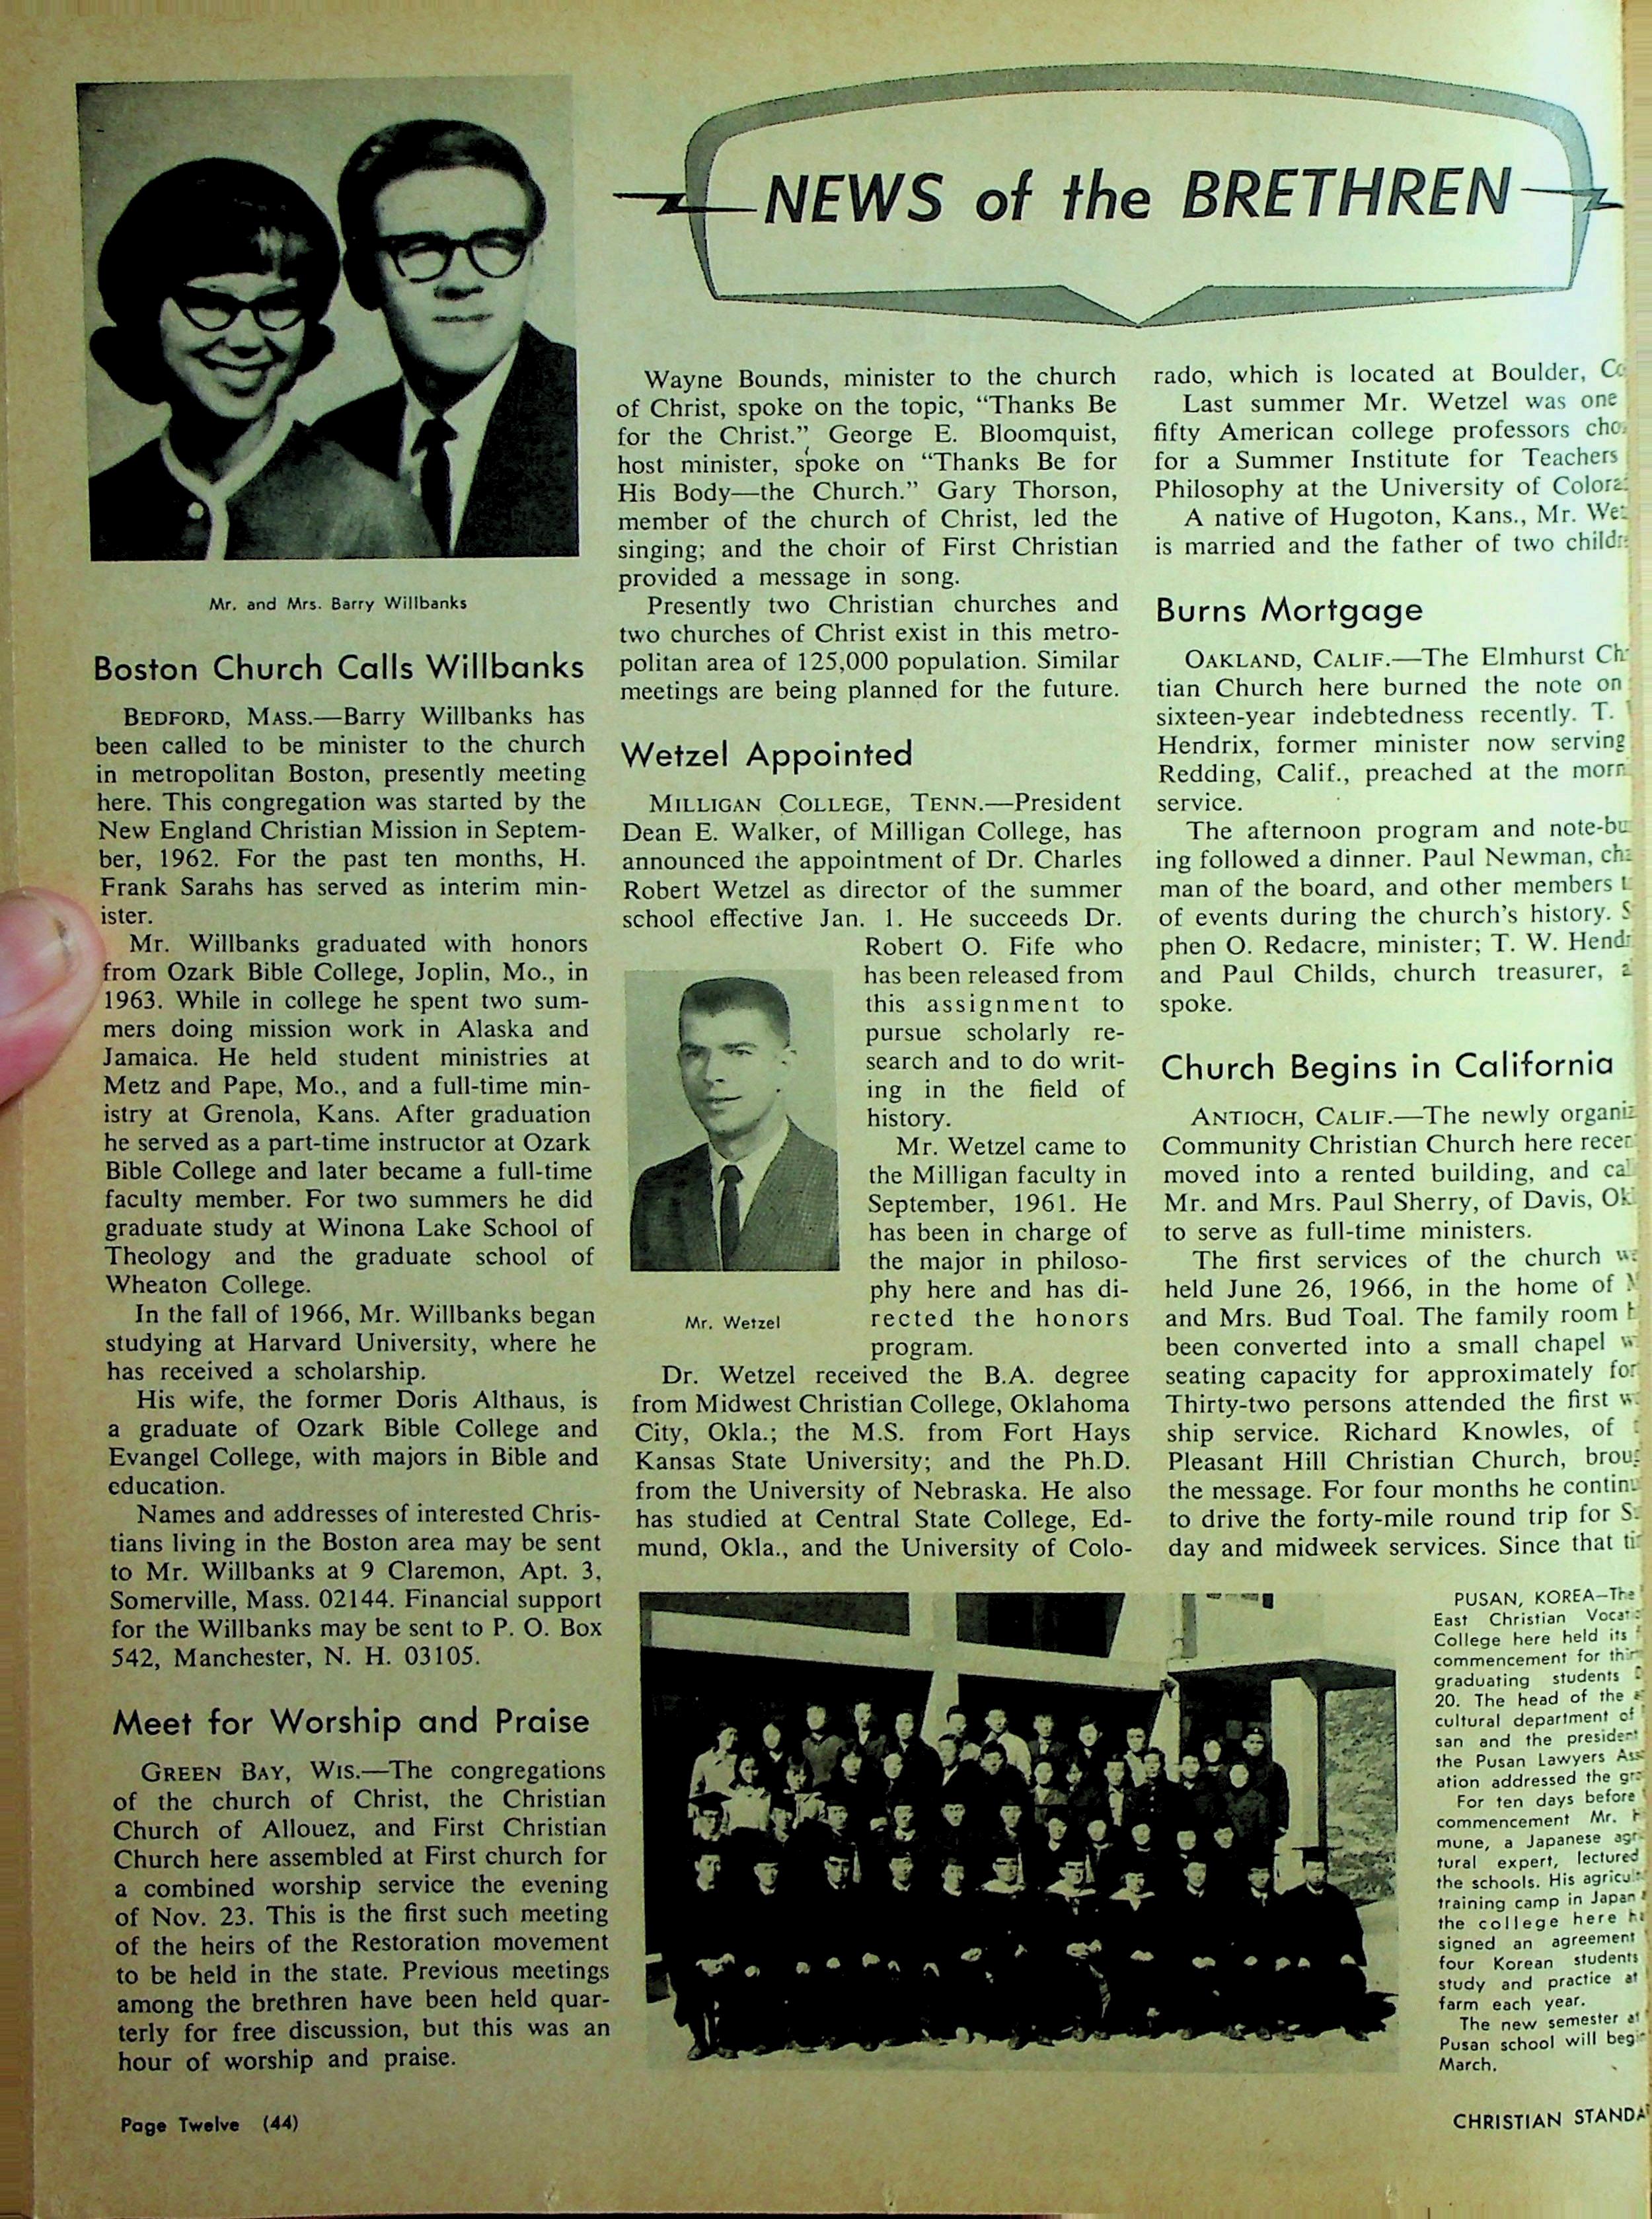 NEWS of the BRETHREN
Mr. and Mrs. Barry Willbanks
Boston Church Calls Willbanks
BEDFORD, MASS.—Barry Willbanks has
been called to be minister to the church
in metropolitan Boston, presently meeting
here. This congregation was started by the
New England Christian Mission in Septem-
ber, 1962. For the past ten months, H.
Frank Sarahs has served as interim min-
ister.
Mr. Willbanks graduated with honors
from Ozark Bible College, Joplin, Mo., in
1963. While in college he spent two sum-
mers doing mission work in Alaska and
Jamaica. He held student ministries at
Metz and Pape, Mo., and a full-time min-
istry at Grenola, Kans. After graduation
he served as a part-time instructor at Ozark
Bible College and later became a full-time
faculty member. For two summers he did
graduate study at Winona Lake School of
Theology and the graduate school of
Wheaton College.
In the fall of 1966, Mr. Willbanks began
studying at Harvard University, where he
has received a scholarship.
His wife, the former Doris Althaus, is
a graduate of Ozark Bible College and
Evangel College, with majors in Bible and
education.
Names and addresses of interested Chris-
tians living in the Boston area may be sent
to Mr. Willbanks at 9 Claremon, Apt. 3,
Somerville, Mass. 02144. Financial support
for the Willbanks may be sent to P. O. Box
542, Manchester, N. H. 03105.
Meet for Worship and Praise
GREEN BAY, WIS.—The congregations
of the church of Christ, the Christian
Church of Allouez, and First Christian
Church here assembled at First church for
a combined worship service the evening
of Nov. 23. This is the first such meeting
of the heirs of the Restoration movement
to be held in the state. Previous meetings
among the brethren have been held quar-
terly for free discussion, but this was an
hour of worship and praise.
Wayne Bounds, minister to the church
of Christ, spoke on the topic, “Thanks Be
for the Christ.” George E. Bloomquist,
host minister, spoke on “Thanks Be for
His Body—the Church.” Gary Thorson,
member of the church of Christ, led the
singing; and the choir of First Christian
provided a message in song.
Presently two Christian churches and
two churches of Christ exist in this metro-
politan area of 125,000 population. Similar
meetings are being planned for the future.
Wetzel Appointed
MILLIGAN COLLEGE, TENN.—President
Dean E. Walker, of Milligan College, has
announced the appointment of Dr. Charles
Robert Wetzel as director of the summer
school effective Jan. 1. He succeeds Dr.
Robert O. Fife who
has been released from
this assignment to
pursue scholarly re-
search and to do writ-
ing in the field of
history.
Mr. Wetzel came to
the Milligan faculty in
September, 1961. He
has been in charge of
the major in philoso-
phy here and has di-
rected the honors
program.
Mr. Wetzel
Dr. Wetzel received the B.A. degree
from Midwest Christian College, Oklahoma
City, Okla.; the M.S. from Fort Hays
Kansas State University; and the Ph.D.
from the University of Nebraska. He also
has studied at Central State College, Ed-
mund, Okla., and the University of Colo-
rado, which is located at Boulder,
Last summer Mr. Wetzel was one
fifty American college professors
for a Summer Institute for Teachers
Philosophy at the University of
A native of Hugoton, Kans., Mr.
is married and the father of two
Burns Mortgage
OAKLAND, CALIF.—The Elmhurst
tian Church here burned the note on
sixteen-year indebtedness recently. T.
Hendrix, former minister now serving
Redding, Calif., preached at the
service.
The afternoon program and
ing followed a dinner. Paul Newman,
man of the board, and other members
of events during the church's history.
phen O. Redacre, minister; T. W.
and Paul Childs, church treasurer,
spoke.
Church Begins in California
ANTIOCH, CALIF.—The newly
Community Christian Church here
moved into a rented building, and
Mr. and Mrs. Paul Sherry, of Davis,
to serve as full-time ministers.
The first services of the church
held June 26, 1966, in the home of
and Mrs. Bud Toal. The family room
been converted into a small chapel
seating capacity for approximately
Thirty-two persons attended the first
ship service. Richard Knowles, of
Pleasant Hill Christian Church,
the message. For four months he
to drive the forty-mile round trip for
day and midweek services. Since that
PUSAN, KOREA—The
East Christian
College here held its
commencement for
graduating students
20. The head of the
cultural department of
san and the president
the Pusan Lawyers
ation addressed the
For ten days before
commencement Mr.
mune, a Japanese
tural expert, lectured
the schools. His
training camp in Japan
the college here
signed an agreement
four Korean students
study and practice at
farm each year.
The new semester at
Pusan school will
March.
Page Twelve (44)
CHRISTIAN